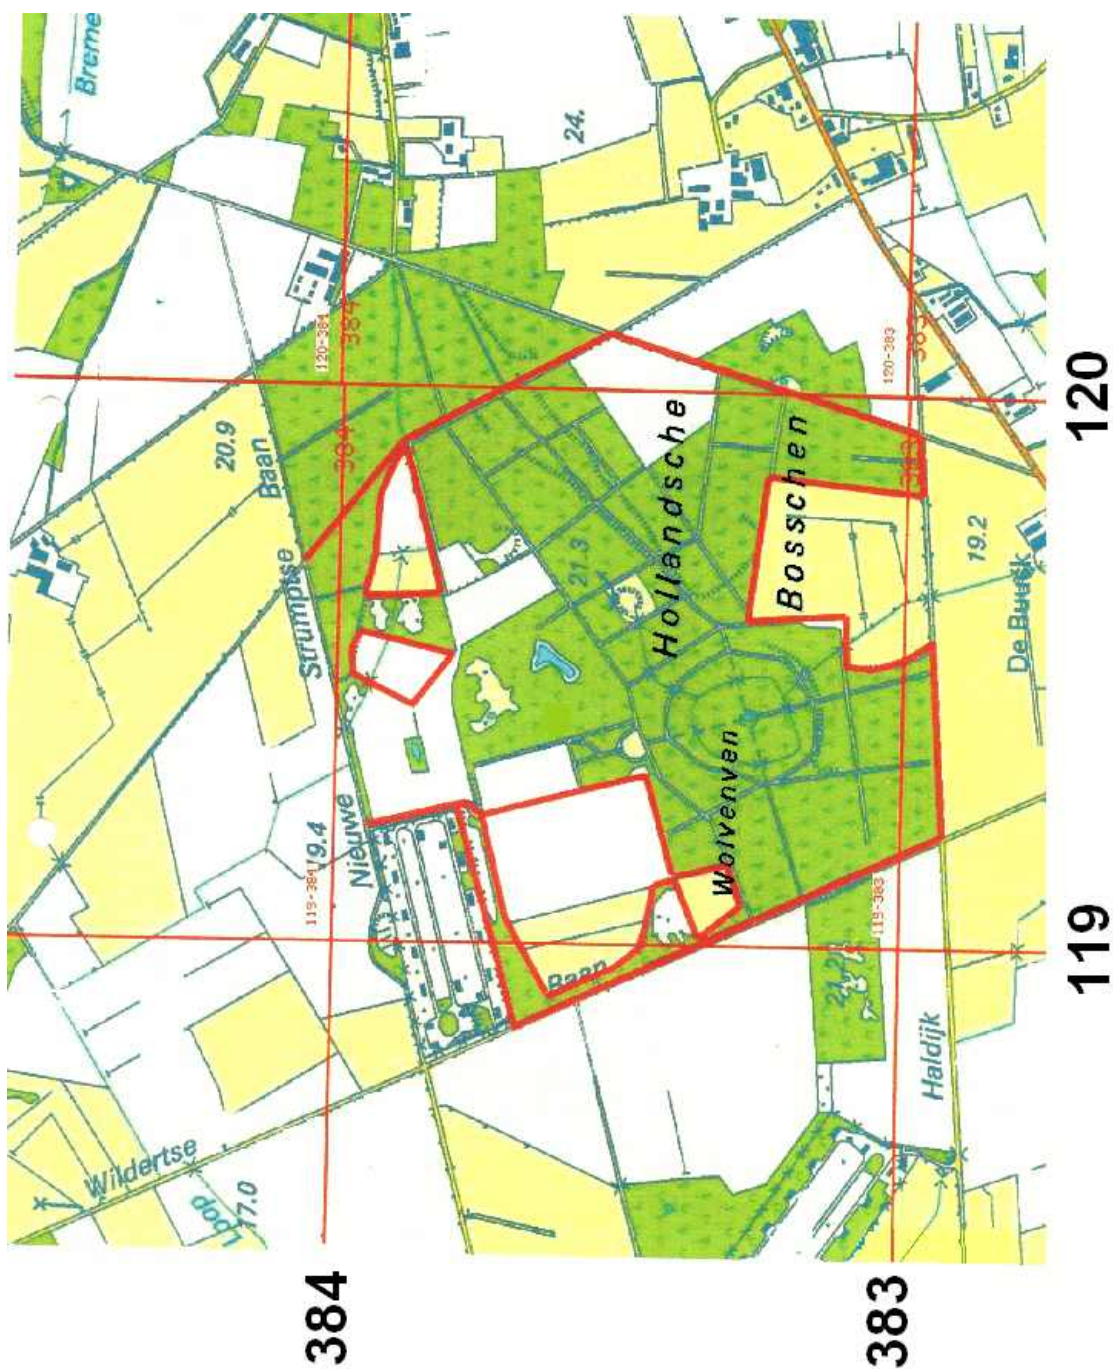 Breme
24.
120-384
384
384
120-383
383
383
20.9
Baan
Strumptse
Nieuwe
119-384
9.4
21.3
Hollandsche
Bosschen
Wolvenven
19.2
De Buusk
119-383
Baan
21.2
Haldijk
Wildertse
Loop
17.0
120
119
384
383